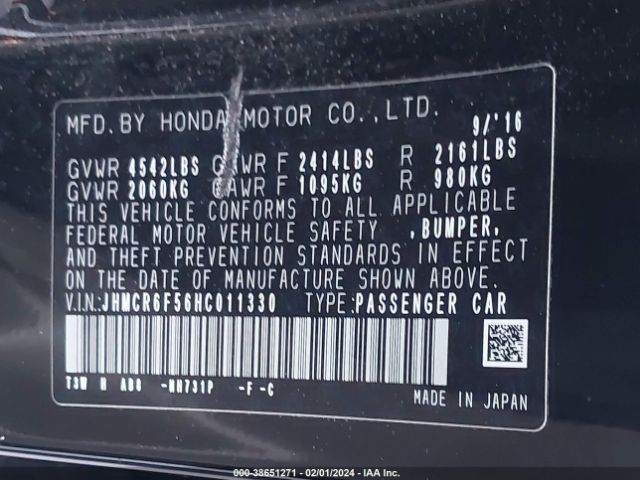 MFD. BY HONDA MOTOR CO., LTD. 9/'16
GVWR 4542LBS GAWR F 2414LBS R 2161LBS
GVWR 2060KG GAWR F 1095KG R 980KG
THIS VEHICLE CONFORMS TO ALL APPLICABLE
FEDERAL MOTOR VEHICLE SAFETY ,BUMPER,
AND THEFT PREVENTION STANDARDS IN EFFECT
ON THE DATE OF MANUFACTURE SHOWN ABOVE.
V.IN:JHMCR6F56HC011330 TYPE:PASSENGER CAR
T3W H AB0 -NH731P -F-C
MADE IN JAPAN
000-38651271 - 02/01/2024 - IAA Inc.